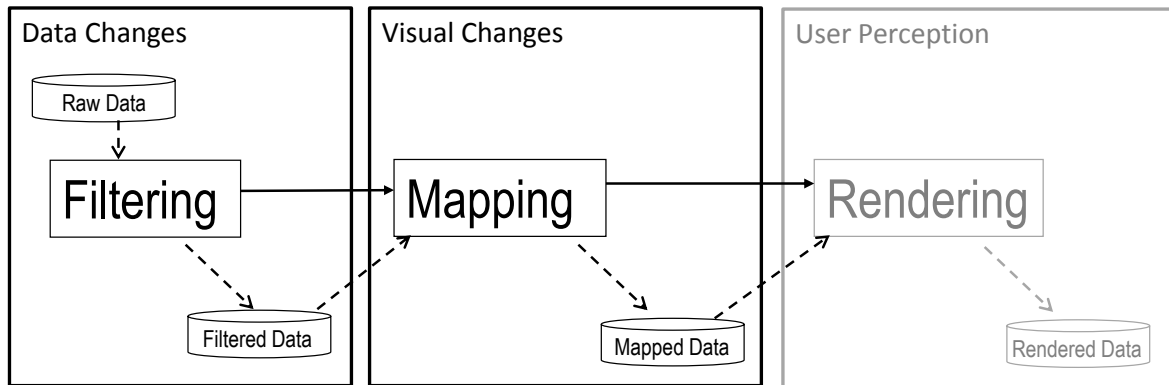 Data Changes
Raw Data
Filtering
Filtered Data
Visual Changes
Mapping
Mapped Data
User Perception
Rendering
Rendered Data